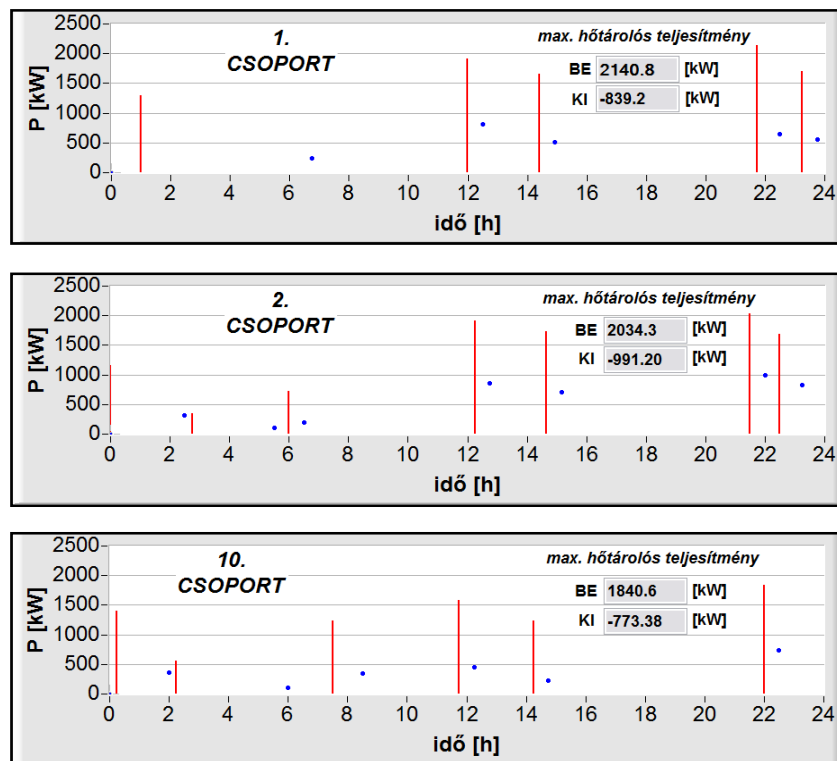 2500
2000
1500
1000
500
0
P [kW]
1.
CSOPORT
max. hőtárolós teljesítmény
BE 2140.8 [kW]
KI -839.2 [kW]
0 2 4 6 8 10 12 14 16 18 20 22 24
idő [h]
2500
2000
1500
1000
500
0
P [kW]
2.
CSOPORT
max. hőtárolós teljesítmény
BE 2034.3 [kW]
KI -991.20 [kW]
0 2 4 6 8 10 12 14 16 18 20 22 24
idő [h]
2500
2000
1500
1000
500
0
P [kW]
10.
CSOPORT
max. hőtárolós teljesítmény
BE 1840.6 [kW]
KI -773.38 [kW]
0 2 4 6 8 10 12 14 16 18 20 22 24
idő [h]